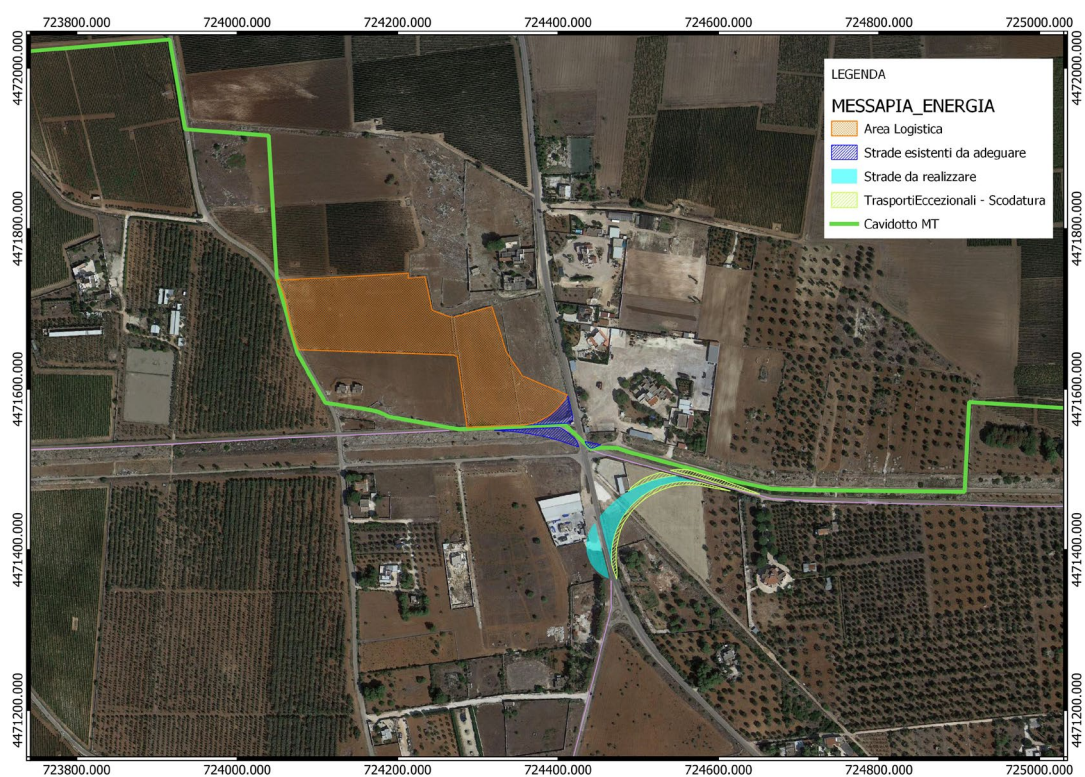 723800.000 724000.000 724200.000 724400.000 724600.000 724800.000 725000.000
4472000.000
4471800.000
4471600.000
4471400.000
4471200.000
LEGENDA
MESSAPIA_ENERGIA
Area Logistica
Strade esistenti da adeguare
Strade da realizzare
TrasportiEccezionali - Scodatura
Cavidotto MT
4472000.000
4471800.000
4471600.000
4471400.000
4471200.000
723800.000 724000.000 724200.000 724400.000 724600.000 724800.000 725000.000